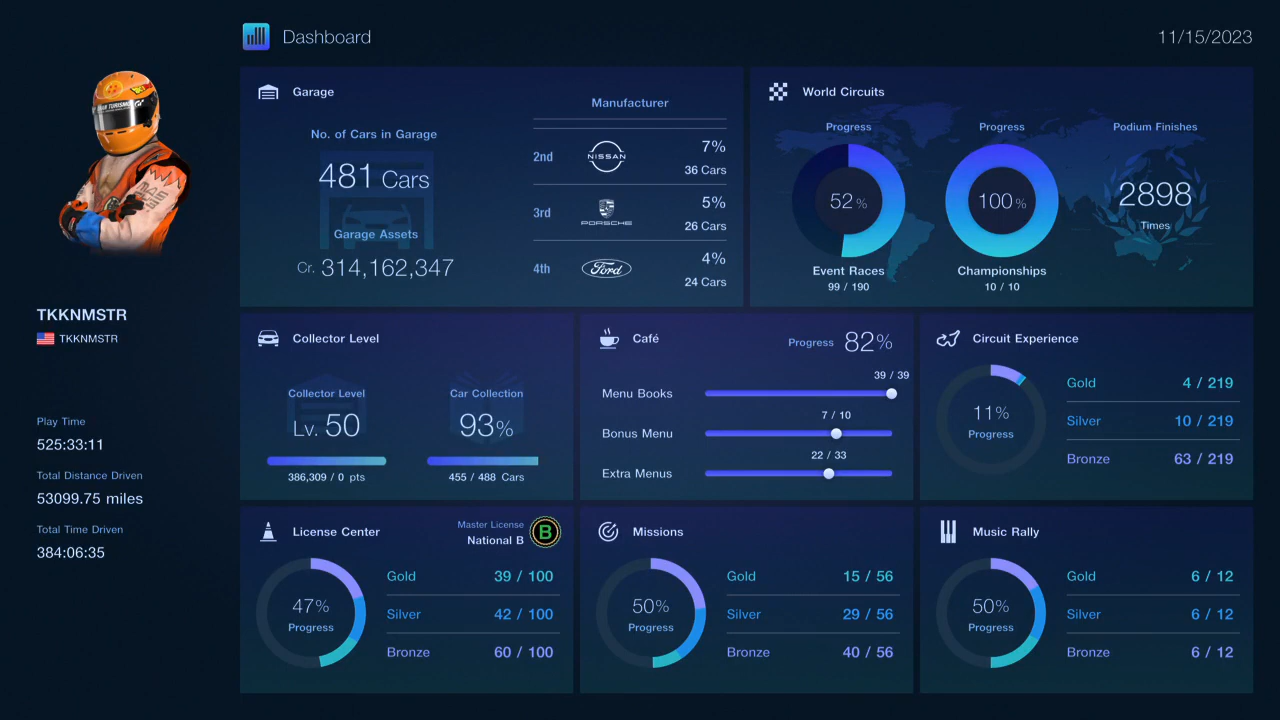 Dashboard
11/15/2023
GRAN TURISMO
TKKNMSTR
TKKNMSTR
Play Time
525:33:11
Total Distance Driven
53099.75 miles
Total Time Driven
384:06:35
Garage
No. of Cars in Garage
481 Cars
Garage Assets
Cr. 314,162,347
Manufacturer
2nd NISSAN 7%
36 Cars
3rd PORSCHE 5%
26 Cars
4th Ford 4%
24 Cars
World Circuits
Progress
52%
Event Races
99 / 190
Progress
100%
Championships
10 / 10
Podium Finishes
2898
Times
Collector Level
Collector Level
Lv. 50
386,309 / 0 pts
Car Collection
93%
455 / 488 Cars
Café
Progress 82%
39 / 39
Menu Books
7 / 10
Bonus Menu
22 / 33
Extra Menus
Circuit Experience
11%
Progress
Gold 4 / 219
Silver 10 / 219
Bronze 63 / 219
License Center
Master License
National B
B
47%
Progress
Gold 39 / 100
Silver 42 / 100
Bronze 60 / 100
Missions
50%
Progress
Gold 15 / 56
Silver 29 / 56
Bronze 40 / 56
Music Rally
50%
Progress
Gold 6 / 12
Silver 6 / 12
Bronze 6 / 12